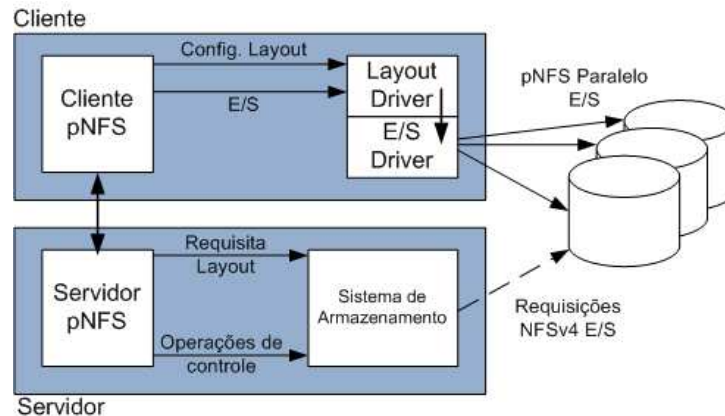 Cliente
Config. Layout
Cliente
pNFS
E/S
Layout
Driver
E/S
Driver
pNFS Paralelo
E/S
Requisita
Layout
Servidor
pNFS
Sistema de
Armazenamento
Operações de
controle
Requisições
NFSv4 E/S
Servidor